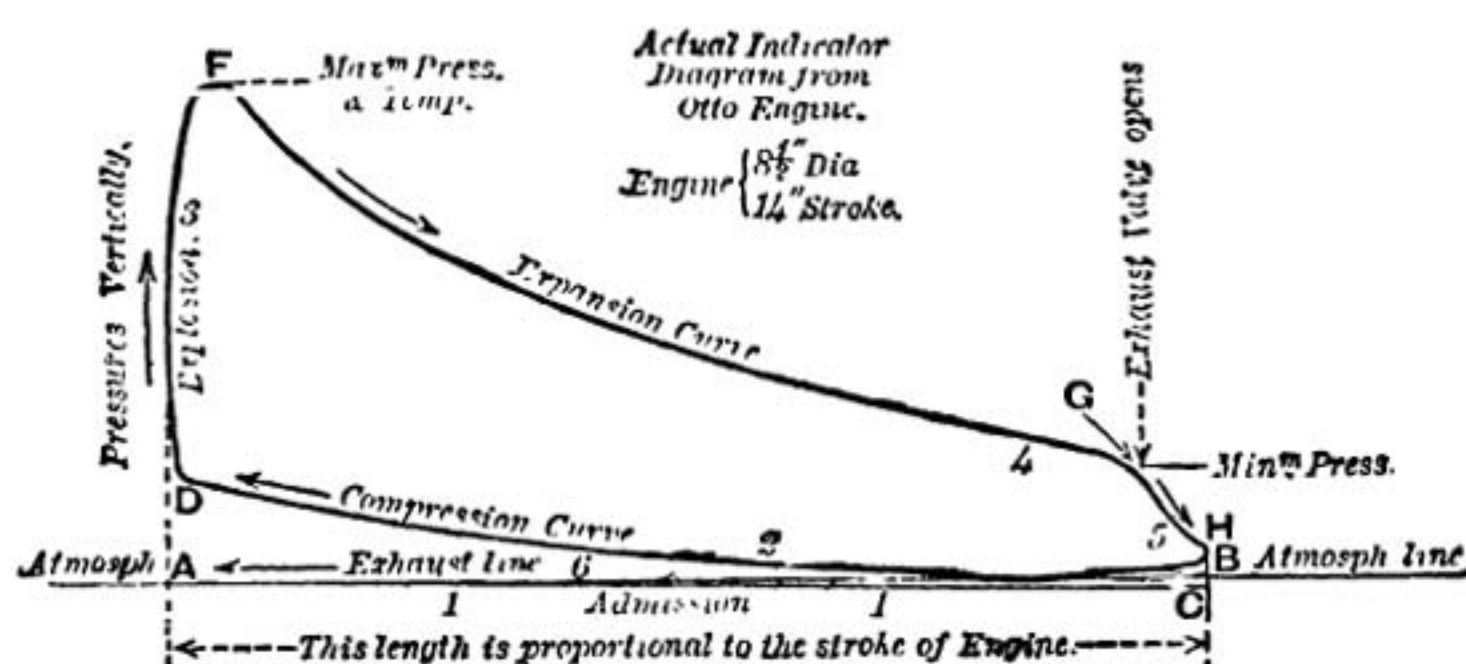 F
Max.ᵐ Press.
& Temp.
Actual Indicator
Diagram from
Otto Engine.
Engine { 8½" Dia
14" Stroke.
Pressures Vertically.
Explosion. 3
Expansion Curve
Exhaust Valve opens
G
4
Minᵐ Press.
D
Compression Curve
2
5
H
B
Atmosph
A
Exhaust line 6
Atmosph line
C
1 Admission 1
This length is proportional to the stroke of Engine.